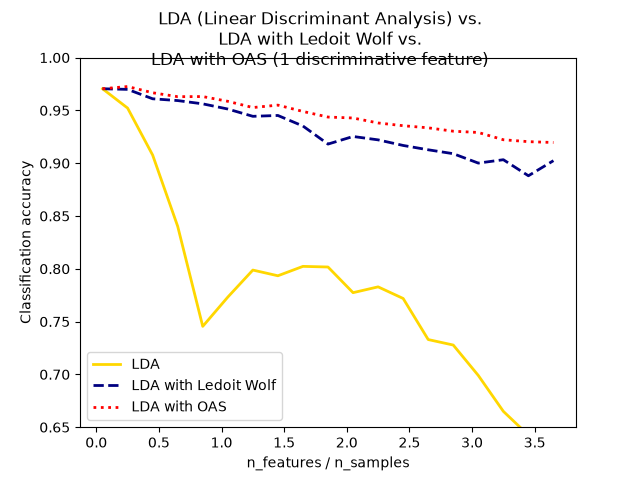 LDA (Linear Discriminant Analysis) vs.
LDA with Ledoit Wolf vs.
LDA with OAS (1 discriminative feature)
1.00
0.95
0.90
0.85
0.80
0.75
0.70
0.65
Classification accuracy
LDA
LDA with Ledoit Wolf
LDA with OAS
0.0 0.5 1.0 1.5 2.0 2.5 3.0 3.5
n_features / n_samples